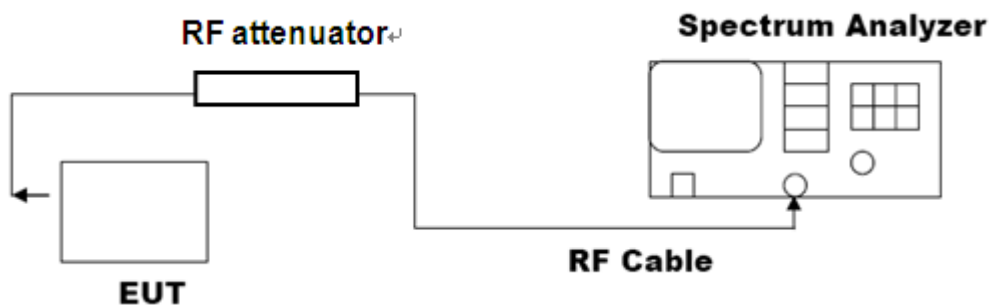 RF attenuator↵
Spectrum Analyzer
RF Cable
EUT